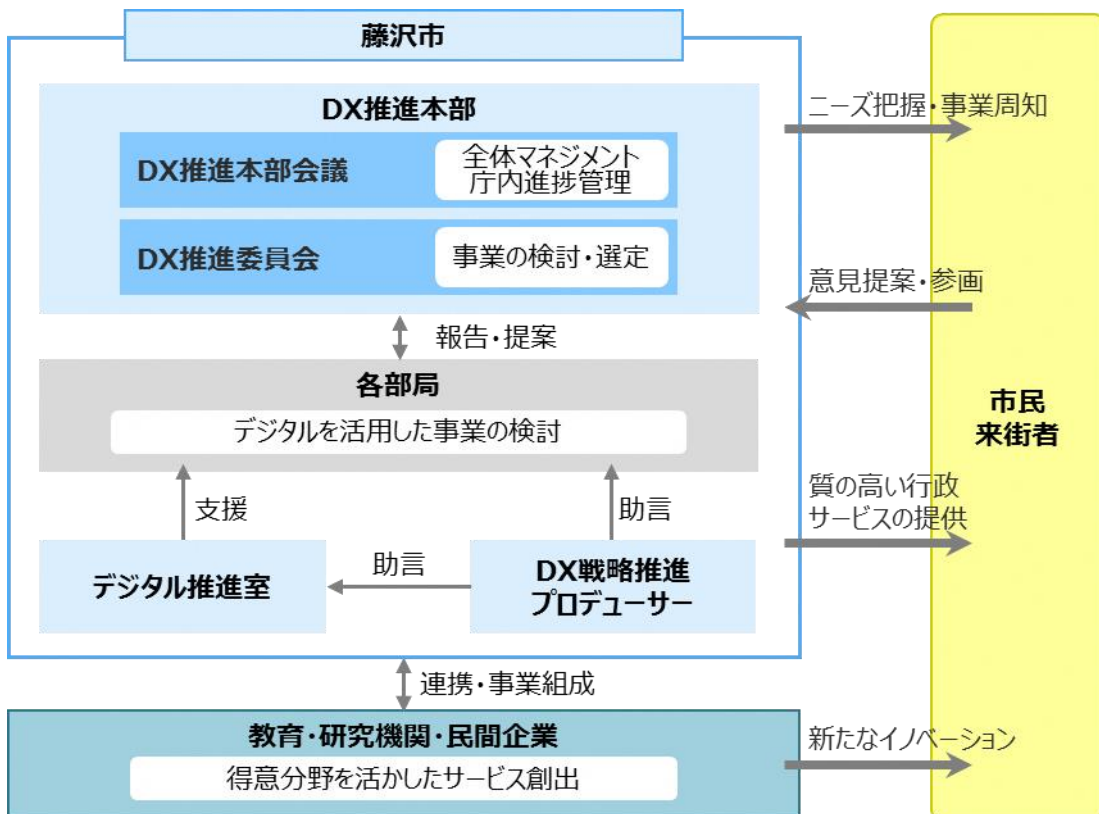 藤沢市
DX推進本部
DX推進本部会議
全体マネジメント
庁内進捗管理
DX推進委員会
事業の検討・選定
報告・提案
各部局
デジタルを活用した事業の検討
支援
助言
デジタル推進室
助言
DX戦略推進
プロデューサー
連携・事業組成
教育・研究機関・民間企業
得意分野を活かしたサービス創出
ニーズ把握・事業周知
意見提案・参画
質の高い行政
サービスの提供
新たなイノベーション
市民
来街者